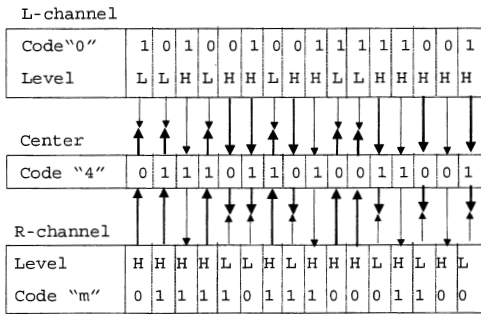 L-channel
Code“0” 1 0 1 0 0 1 0 0 1 1 1 1 1 0 0 1
Level L L H L H H L H H L L H H H H H
Center
Code “4” 0 1 1 1 0 1 1 0 1 0 0 1 1 0 0 1
R-channel
Level H H H H L L H L H H H L H L H L
Code “m” 0 1 1 1 1 0 1 1 1 0 0 0 1 1 0 0